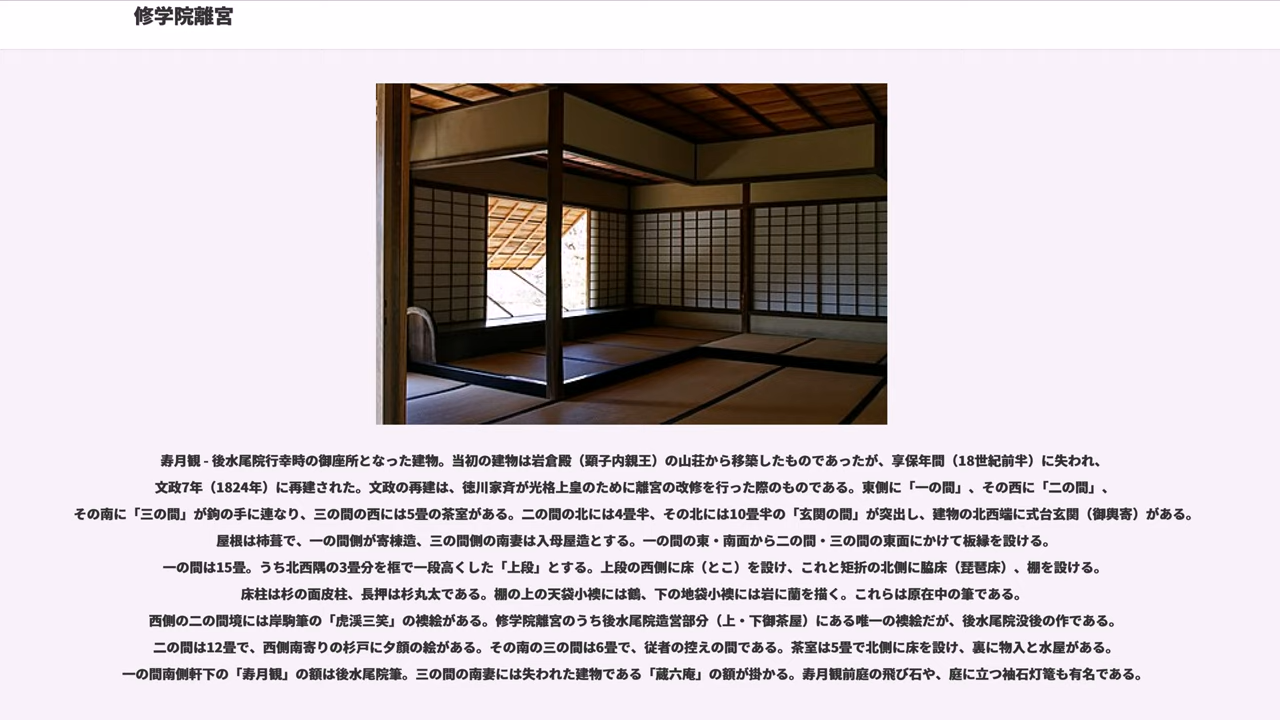 修学院離宮
寿月観 - 後水尾院行幸時の御座所となった建物。当初の建物は岩倉殿（顕子内親王）の山荘から移築したものであったが、享保年間（18世紀前半）に失われ、
文政7年（1824年）に再建された。文政の再建は、徳川家斉が光格上皇のために離宮の改修を行った際のものである。東側に「一の間」、その西に「二の間」、
その南に「三の間」が鉤の手に連なり、三の間の西には5畳の茶室がある。二の間の北には4畳半、その北には10畳半の「玄関の間」が突出し、建物の北西端に式台玄関（御輿寄）がある。
屋根は杮葺で、一の間側が寄棟造、三の間側の南妻は入母屋造とする。一の間の東・南面から二の間・三の間の東面にかけて板縁を設ける。
一の間は15畳。うち北西隅の3畳分を框で一段高くした「上段」とする。上段の西側に床（とこ）を設け、これと矩折の北側に脇床（琵琶床）、棚を設ける。
床柱は杉の面皮柱、長押は杉丸太である。棚の上の天袋小襖には鶴、下の地袋小襖には岩に蘭を描く。これらは原在中の筆である。
西側の二の間境には岸駒筆の「虎渓三笑」の襖絵がある。修学院離宮のうち後水尾院造営部分（上・下御茶屋）にある唯一の襖絵だが、後水尾院没後の作である。
二の間は12畳で、西側南寄りの杉戸に夕顔の絵がある。その南の三の間は6畳で、従者の控えの間である。茶室は5畳で北側に床を設け、裏に物入と水屋がある。
一の間南側軒下の「寿月観」の額は後水尾院筆。三の間の南妻には失われた建物である「蔵六庵」の額が掛かる。寿月観前庭の飛び石や、庭に立つ袖石灯篭も有名である。